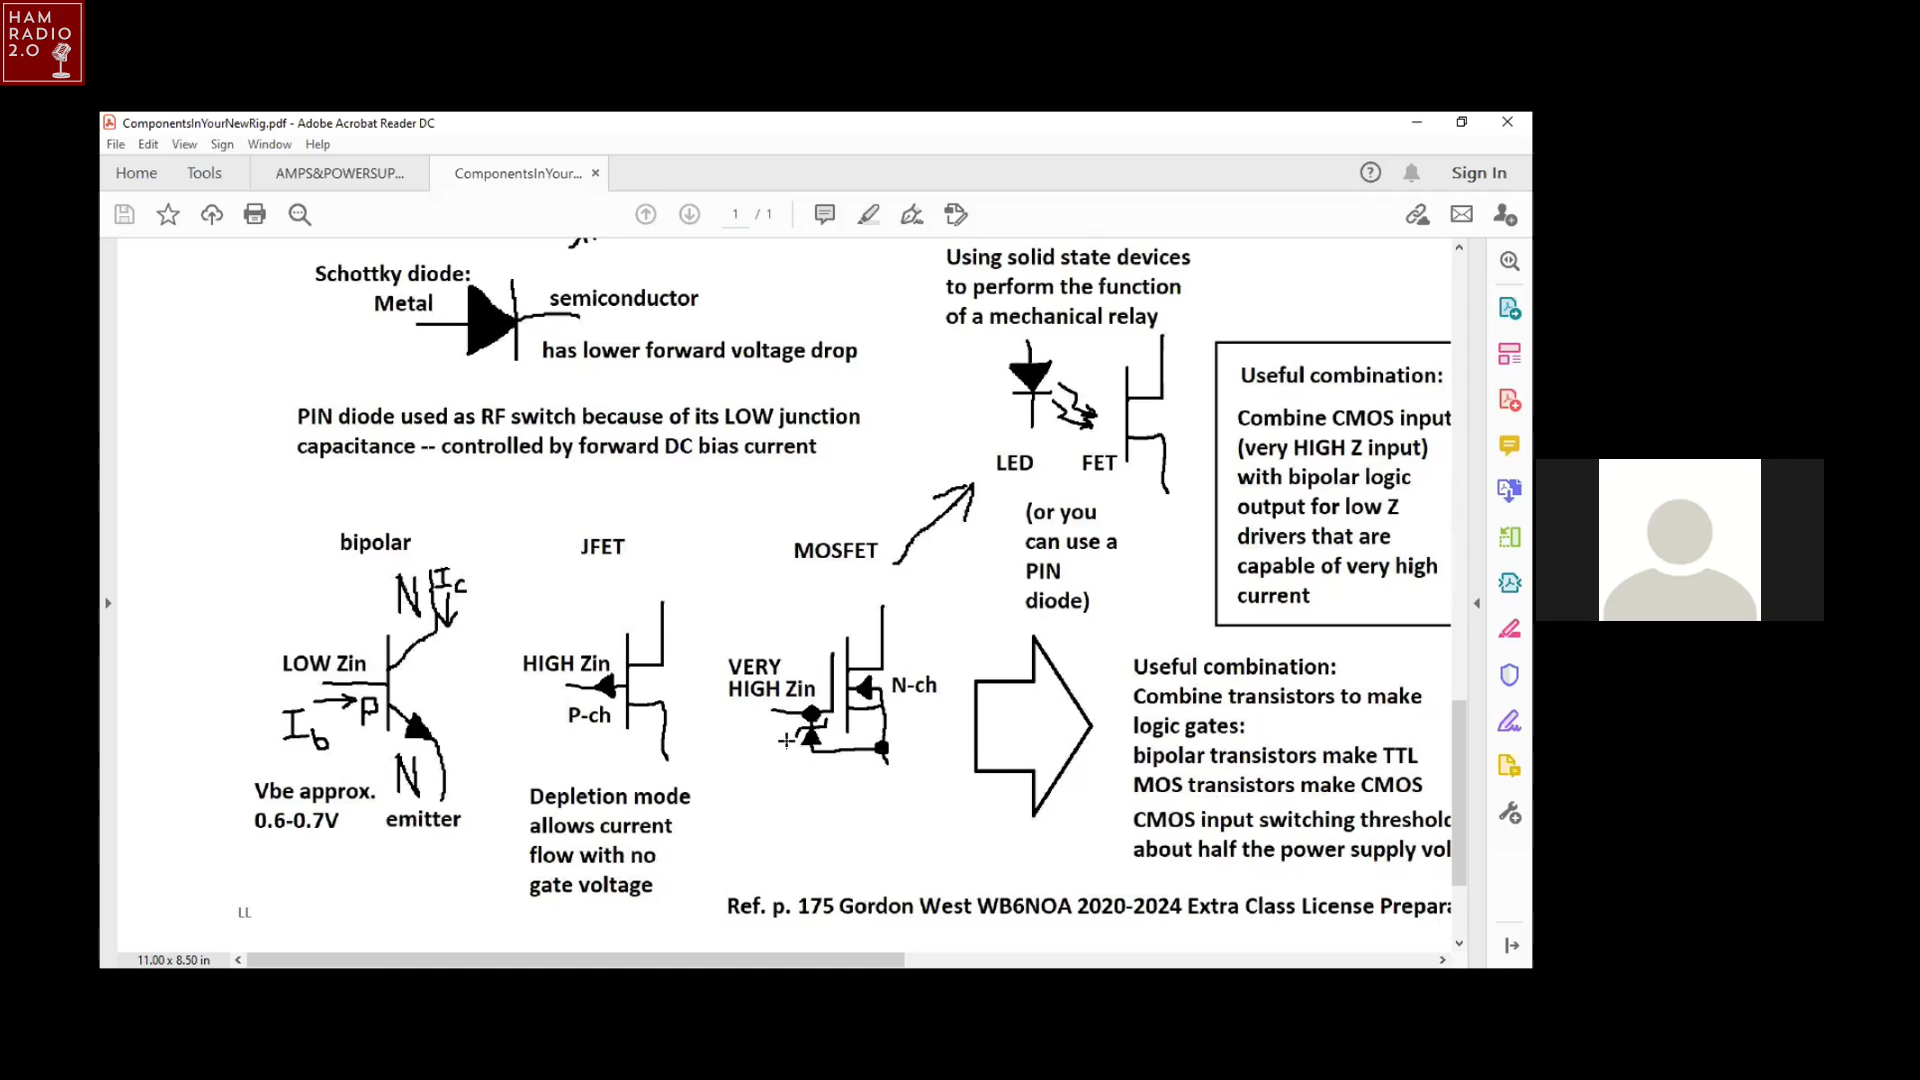 HAM
RADIO
2.0
ComponentsInYourNewRig.pdf - Adobe Acrobat Reader DC
File Edit View Sign Window Help
Home Tools AMPS&POWERSUP... ComponentsInYour... × Sign In
1 / 1
Schottky diode:
Metal
semiconductor
has lower forward voltage drop
PIN diode used as RF switch because of its LOW junction
capacitance -- controlled by forward DC bias current
Using solid state devices
to perform the function
of a mechanical relay
LED FET
(or you
can use a
PIN
diode)
Useful combination:
Combine CMOS input
(very HIGH Z input)
with bipolar logic
output for low Z
drivers that are
capable of very high
current
bipolar
N Ic
LOW Zin
P
Ib
N
Vbe approx.
0.6-0.7V
emitter
JFET
HIGH Zin
P-ch
Depletion mode
allows current
flow with no
gate voltage
MOSFET
VERY
HIGH Zin
N-ch
Useful combination:
Combine transistors to make
logic gates:
bipolar transistors make TTL
MOS transistors make CMOS
CMOS input switching threshold
about half the power supply vol
Ref. p. 175 Gordon West WB6NOA 2020-2024 Extra Class License Prepara
LL
11.00 x 8.50 in